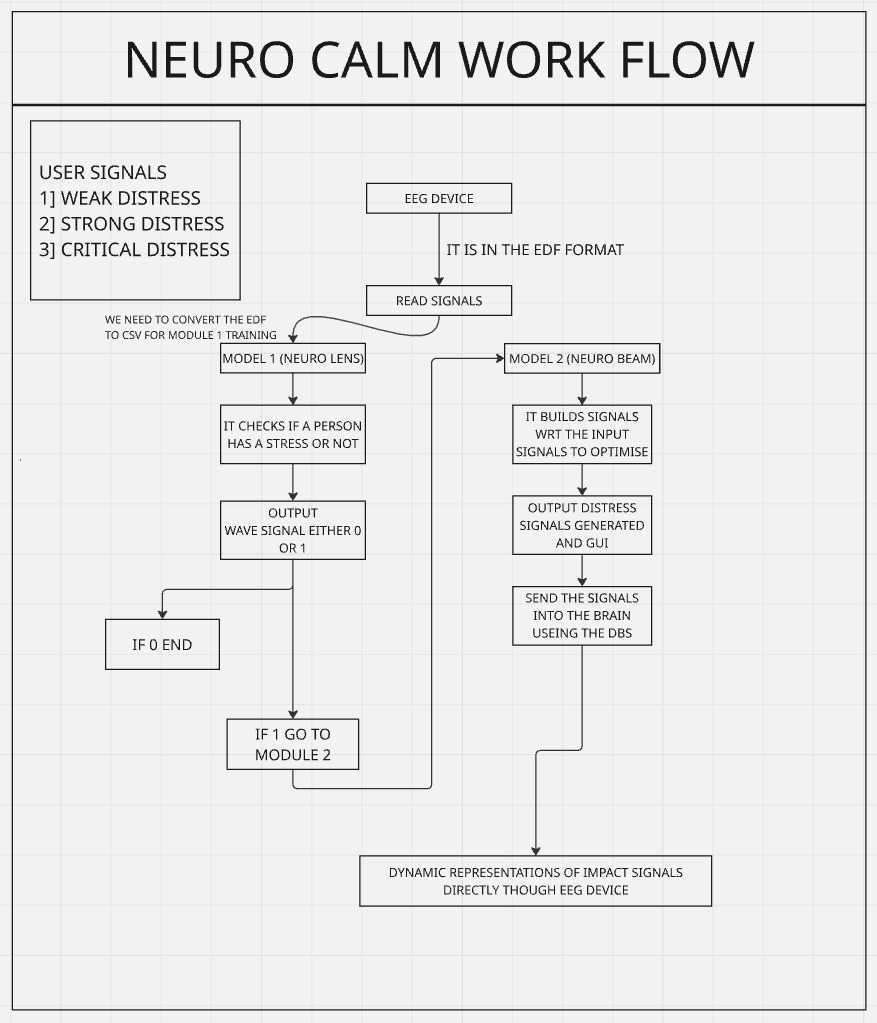 NEURO CALM WORK FLOW
USER SIGNALS
1] WEAK DISTRESS
2] STRONG DISTRESS
3] CRITICAL DISTRESS
EEG DEVICE
IT IS IN THE EDF FORMAT
READ SIGNALS
WE NEED TO CONVERT THE EDF
TO CSV FOR MODULE 1 TRAINING
MODEL 1 (NEURO LENS)
IT CHECKS IF A PERSON
HAS A STRESS OR NOT
OUTPUT
WAVE SIGNAL EITHER 0
OR 1
IF 0 END
IF 1 GO TO
MODULE 2
MODEL 2 (NEURO BEAM)
IT BUILDS SIGNALS
WRT THE INPUT
SIGNALS TO OPTIMISE
OUTPUT DISTRESS
SIGNALS GENERATED
AND GUI
SEND THE SIGNALS
INTO THE BRAIN
USEING THE DBS
DYNAMIC REPRESENTATIONS OF IMPACT SIGNALS
DIRECTLY THOUGH EEG DEVICE